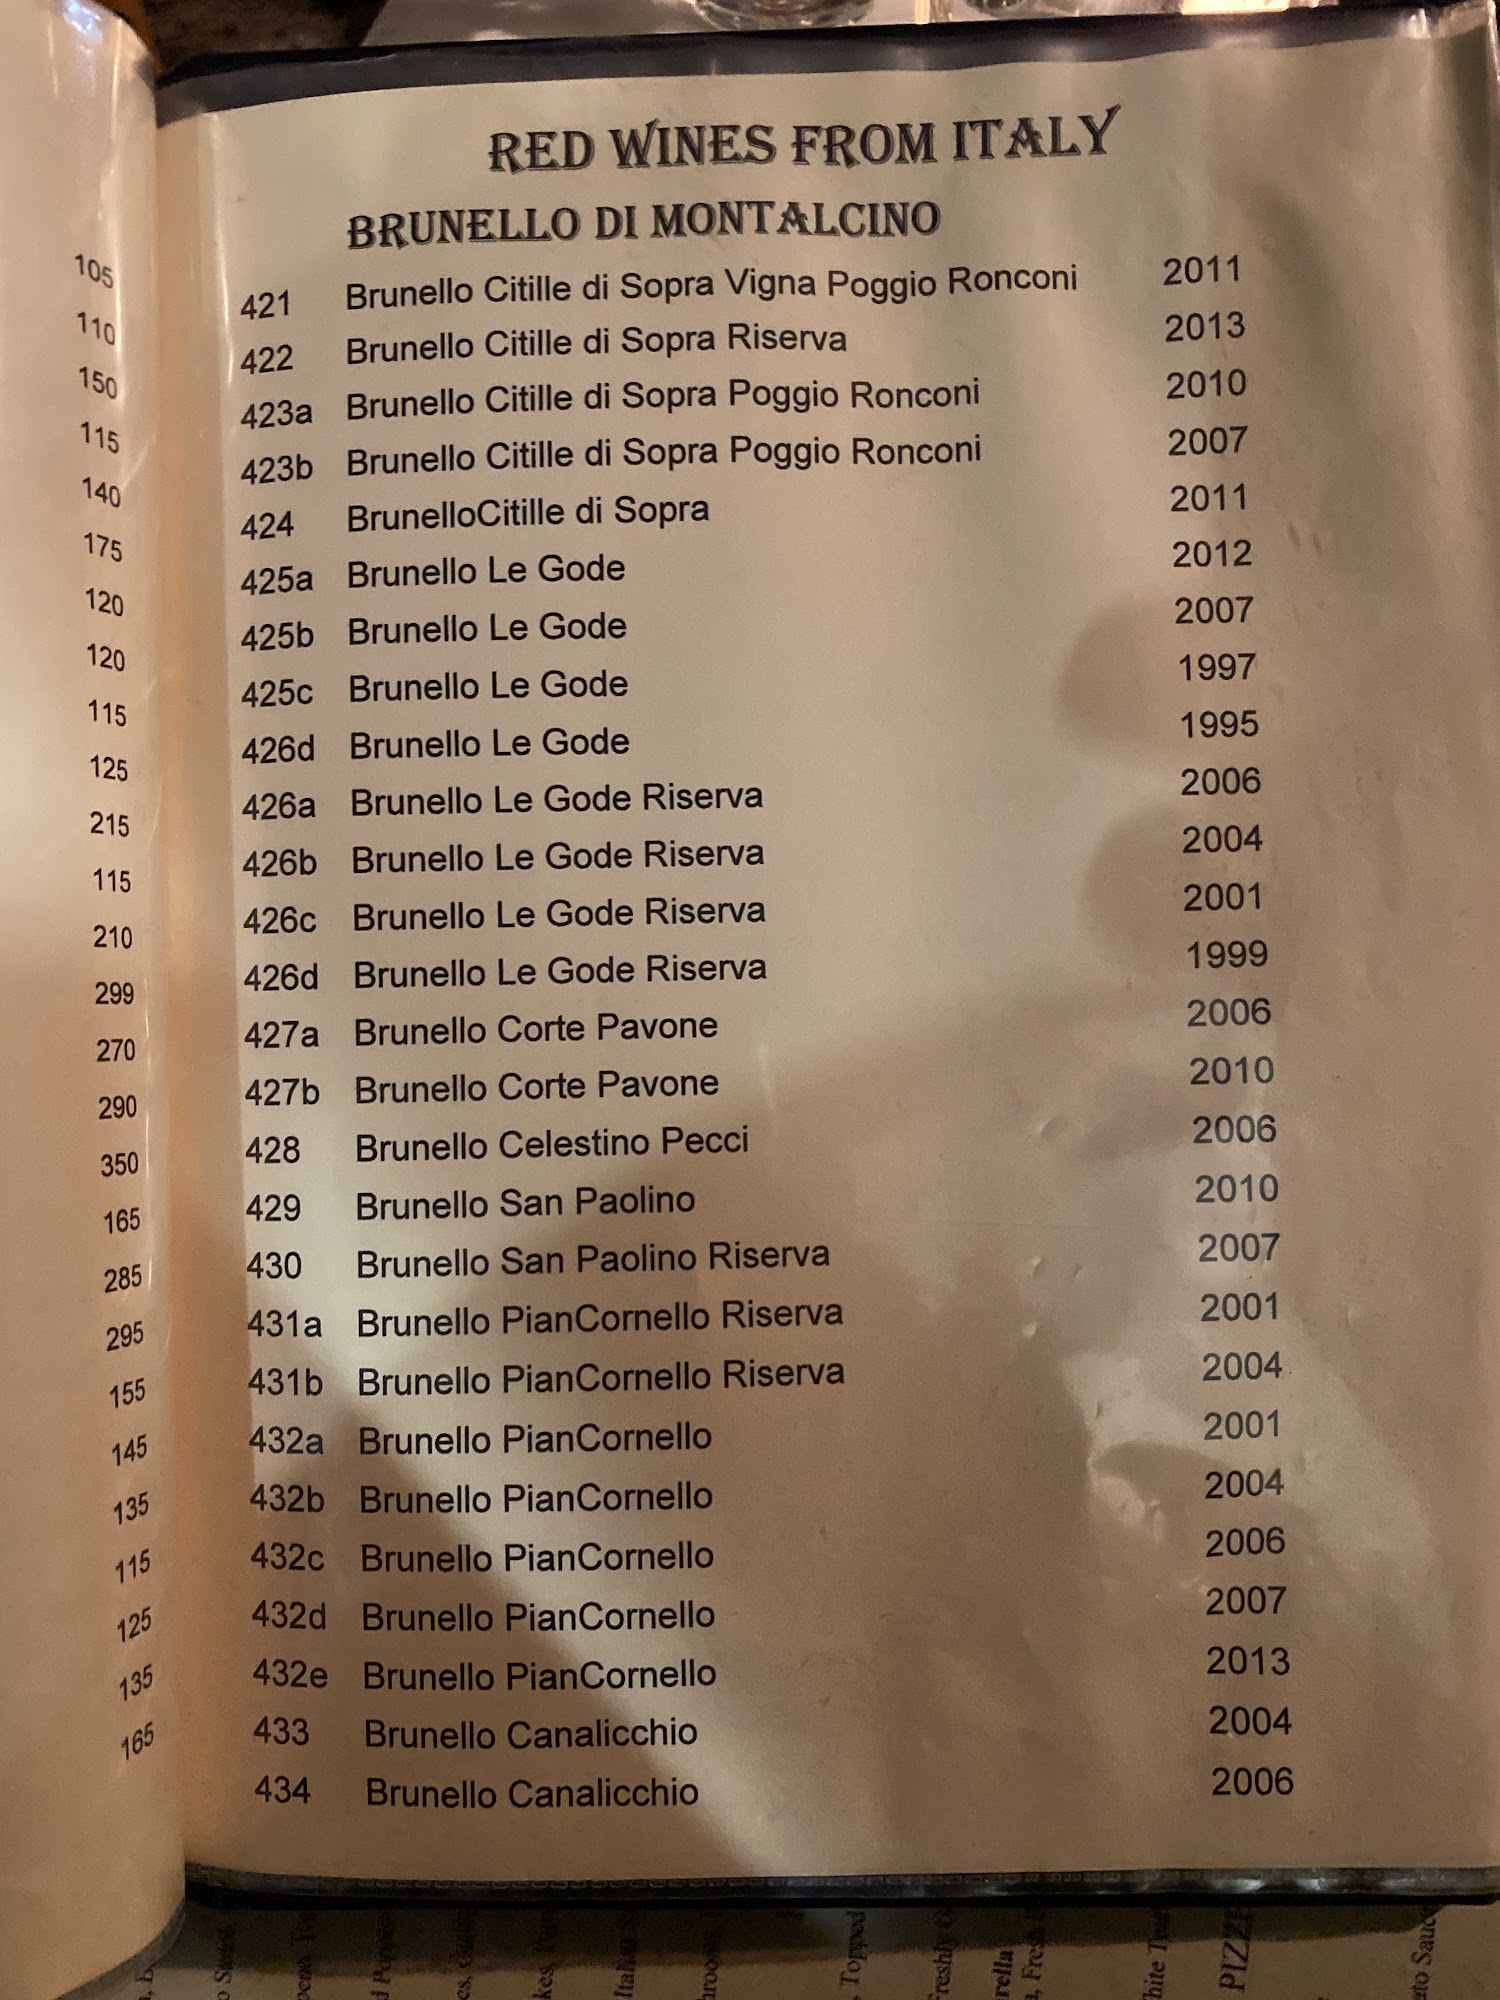 105
110
150
115
140
175
120
120
115
125
215
115
210
299
270
290
350
165
285
295
155
145
135
115
125
135
165
RED WINES FROM ITALY
BRUNELLO DI MONTALCINO
421 Brunello Citille di Sopra Vigna Poggio Ronconi 2011
422 Brunello Citille di Sopra Riserva 2013
423a Brunello Citille di Sopra Poggio Ronconi 2010
423b Brunello Citille di Sopra Poggio Ronconi 2007
424 BrunelloCitille di Sopra 2011
425a Brunello Le Gode 2012
425b Brunello Le Gode 2007
425c Brunello Le Gode 1997
426d Brunello Le Gode 1995
426a Brunello Le Gode Riserva 2006
426b Brunello Le Gode Riserva 2004
426c Brunello Le Gode Riserva 2001
426d Brunello Le Gode Riserva 1999
427a Brunello Corte Pavone 2006
427b Brunello Corte Pavone 2010
428 Brunello Celestino Pecci 2006
429 Brunello San Paolino 2010
430 Brunello San Paolino Riserva 2007
431a Brunello PianCornello Riserva 2001
431b Brunello PianCornello Riserva 2004
432a Brunello PianCornello 2001
432b Brunello PianCornello 2004
432c Brunello PianCornello 2006
432d Brunello PianCornello 2007
432e Brunello PianCornello 2013
433 Brunello Canalicchio 2004
434 Brunello Canalicchio 2006
, Topped
Freshly
PIZZE